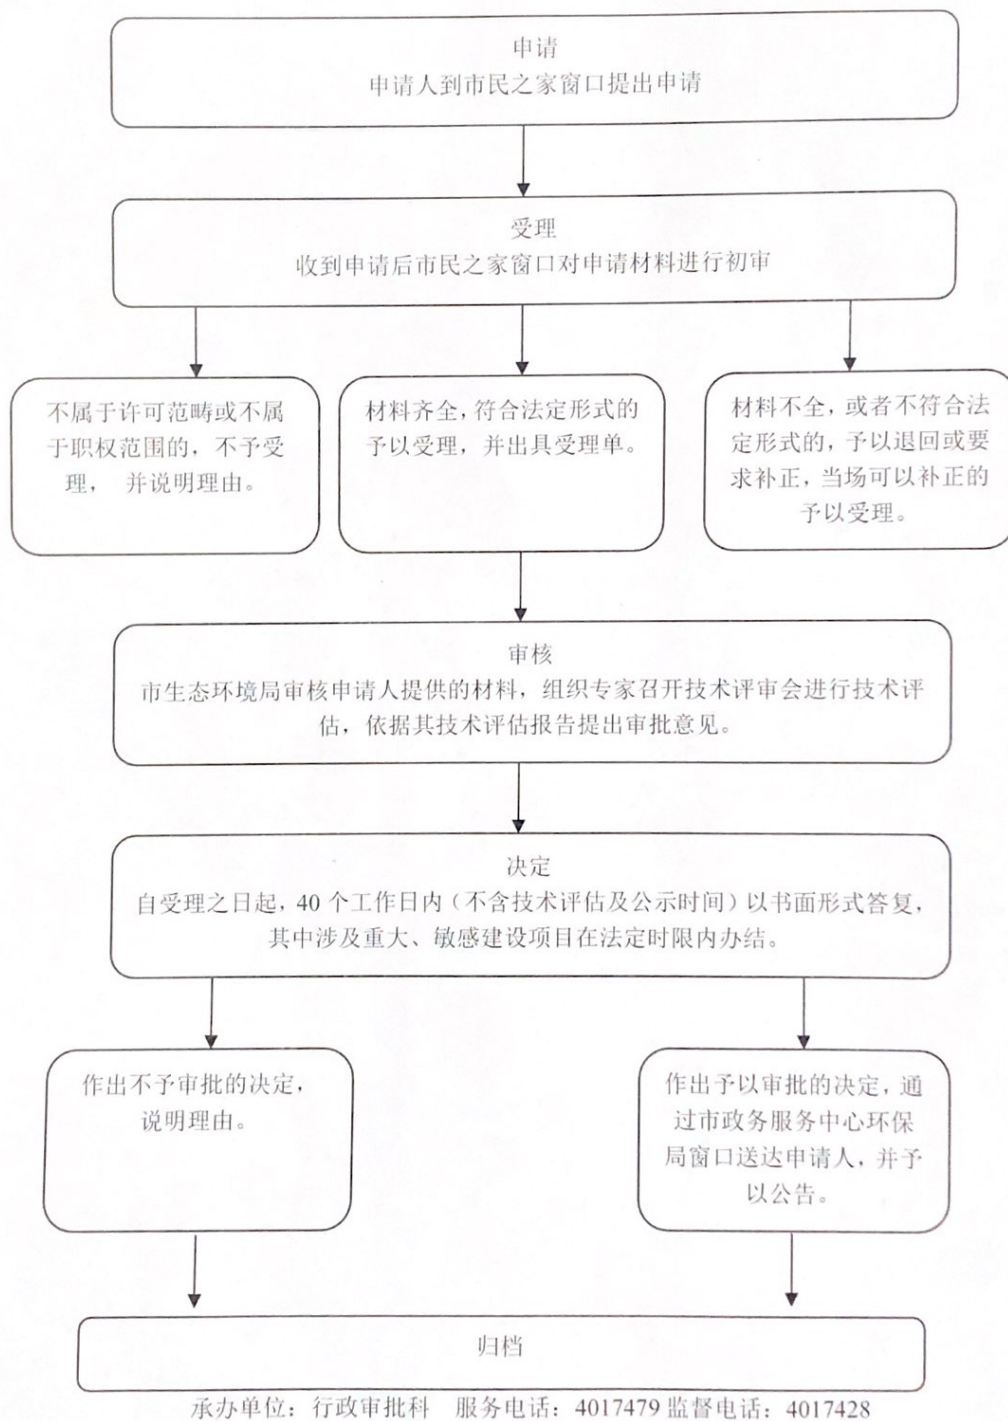 申请
申请人到市民之家窗口提出申请
受理
收到申请后市民之家窗口对申请材料进行初审
不属于许可范畴或不属
于职权范围的，不予受
理， 并说明理由。
材料齐全，符合法定形式的
予以受理，并出具受理单。
材料不全，或者不符合法
定形式的，予以退回或要
求补正，当场可以补正的
予以受理。
审核
市生态环境局审核申请人提供的材料，组织专家召开技术评审会进行技术评
估，依据其技术评估报告提出审批意见。
决定
自受理之日起，40 个工作日内（不含技术评估及公示时间）以书面形式答复，
其中涉及重大、敏感建设项目在法定时限内办结。
作出不予审批的决定，
说明理由。
作出予以审批的决定，通
过市政务服务中心环保
局窗口送达申请人，并予
以公告。
归档
承办单位：行政审批科 服务电话：4017479 监督电话：4017428